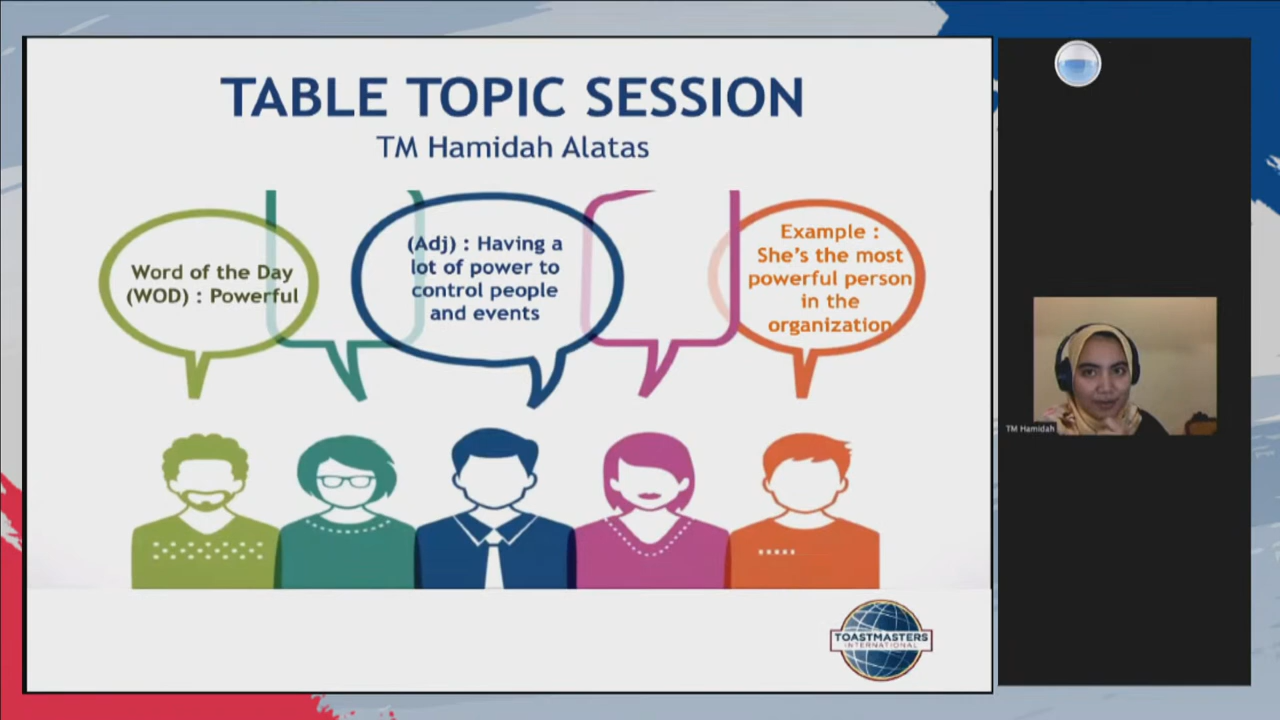 TABLE TOPIC SESSION
TM Hamidah Alatas
Word of the Day
(WOD) : Powerful
(Adj) : Having a
lot of power to
control people
and events
Example :
She's the most
powerful person
in the
organization
TOASTMASTERS
INTERNATIONAL
TM Hamidah